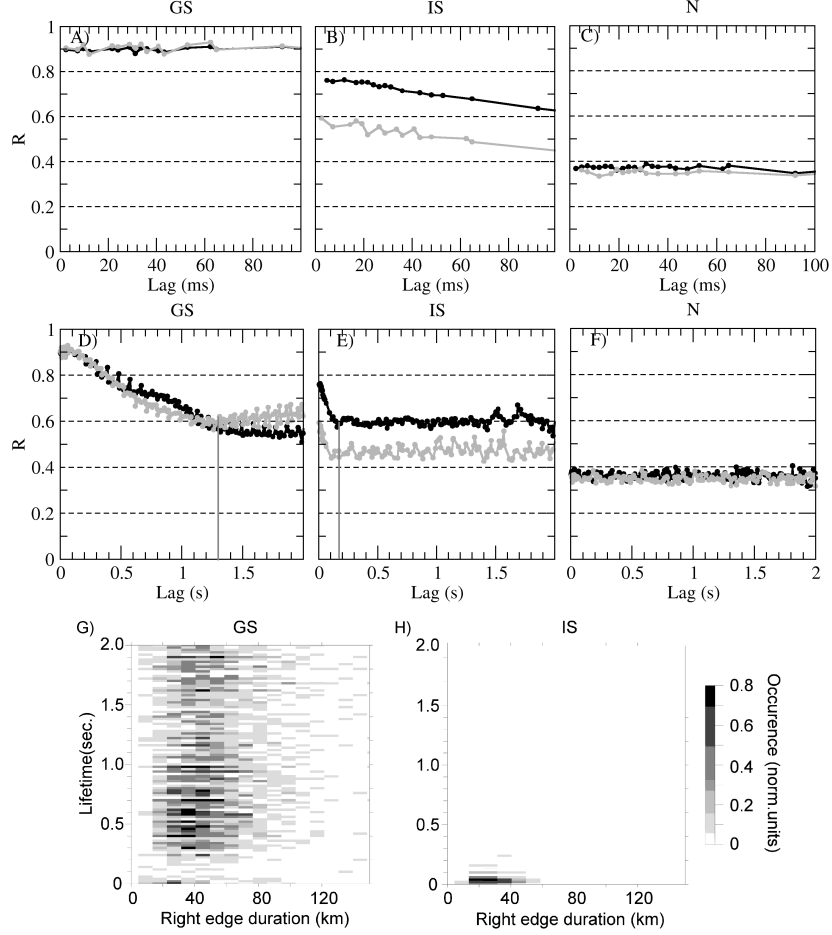 GS IS N
1 A) B) C)
0.8
0.6
R
0.4
0.2
0
0 20 40 60 80 0 20 40 60 80 0 20 40 60 80 100
Lag (ms) Lag (ms) Lag (ms)
GS IS N
1 D) E) F)
0.8
0.6
R
0.4
0.2
0
0 0.5 1 1.5 0 0.5 1 1.5 0 0.5 1 1.5 2
Lag (s) Lag (s) Lag (s)
G) GS H) IS
2.0 2.0
1.5 1.5
1.0 1.0
0.5 0.5
0 0
Lifetime(sec.)
0 40 80 120 0 40 80 120
Right edge duration (km) Right edge duration (km)
0.8
0.6
0.4
0.2
0
Occurence (norm.units)